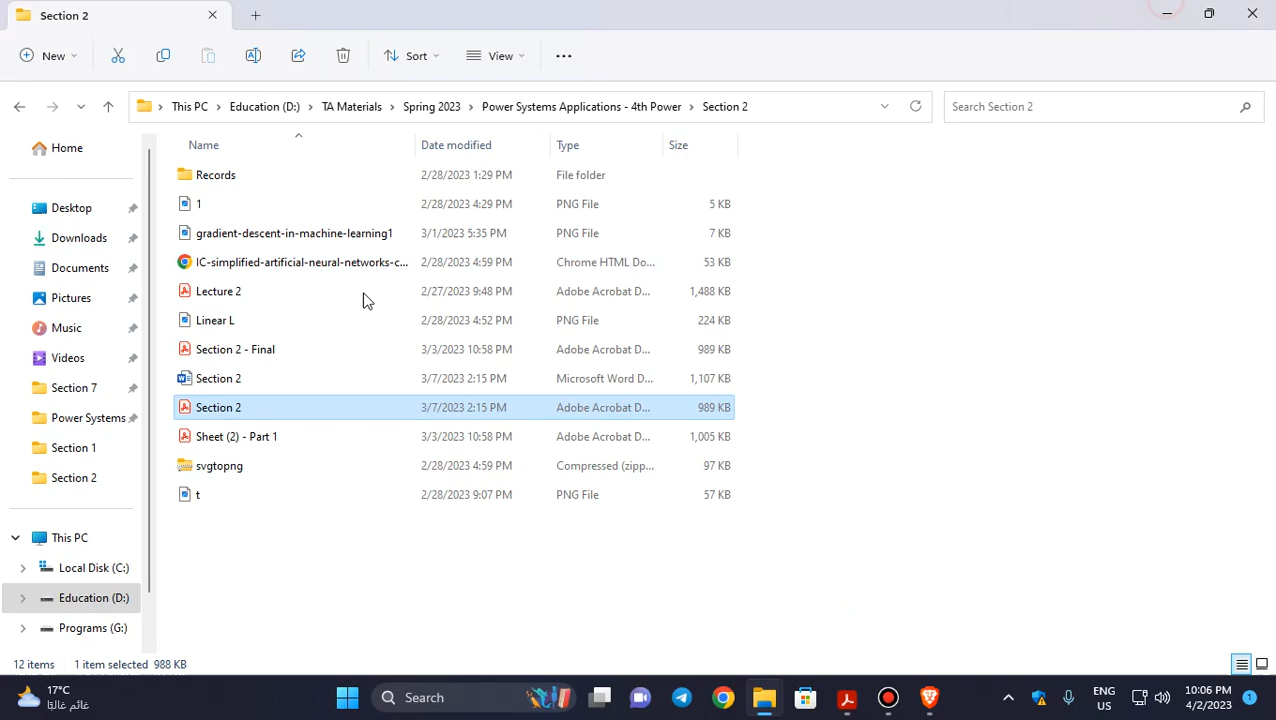 Section 2
New
Sort
View
This PC > Education (D:) > TA Materials > Spring 2023 > Power Systems Applications - 4th Power > Section 2
Search Section 2
Home
Desktop
Downloads
Documents
Pictures
Music
Videos
Section 7
Power Systems
Section 1
Section 2
This PC
Local Disk (C:)
Education (D:)
Programs (G:)
Name Date modified Type Size
Records 2/28/2023 1:29 PM File folder
1 2/28/2023 4:29 PM PNG File 5 KB
gradient-descent-in-machine-learning1 3/1/2023 5:35 PM PNG File 7 KB
IC-simplified-artificial-neural-networks-c... 2/28/2023 4:59 PM Chrome HTML Do... 53 KB
Lecture 2 2/27/2023 9:48 PM Adobe Acrobat D... 1,488 KB
Linear L 2/28/2023 4:52 PM PNG File 224 KB
Section 2 - Final 3/3/2023 10:58 PM Adobe Acrobat D... 989 KB
Section 2 3/7/2023 2:15 PM Microsoft Word D... 1,107 KB
Section 2 3/7/2023 2:15 PM Adobe Acrobat D... 989 KB
Sheet (2) - Part 1 3/3/2023 10:58 PM Adobe Acrobat D... 1,005 KB
svgtopng 2/28/2023 4:59 PM Compressed (zipp... 97 KB
t 2/28/2023 9:07 PM PNG File 57 KB
12 items 1 item selected 988 KB
17°C
غائم غالبًا
Search
ENG
US
10:06 PM
4/2/2023
1